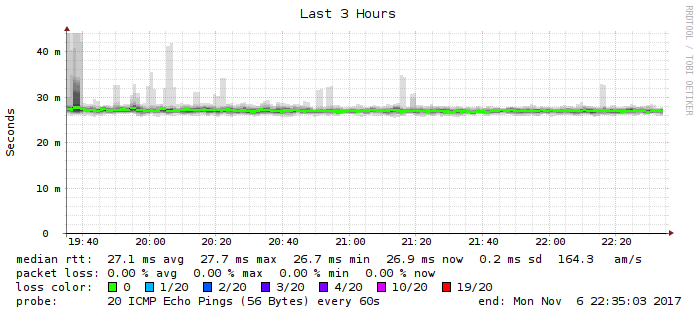 Last 3 Hours
RRDTOOL / TOBI OETIKER
Seconds
40 m
30 m
20 m
10 m
0
19:40 20:00 20:20 20:40 21:00 21:20 21:40 22:00 22:20
median rtt: 27.1 ms avg 27.7 ms max 26.7 ms min 26.9 ms now 0.2 ms sd 164.3 am/s
packet loss: 0.00 % avg 0.00 % max 0.00 % min 0.00 % now
loss color: 0 1/20 2/20 3/20 4/20 10/20 19/20
probe: 20 ICMP Echo Pings (56 Bytes) every 60s end: Mon Nov 6 22:35:03 2017